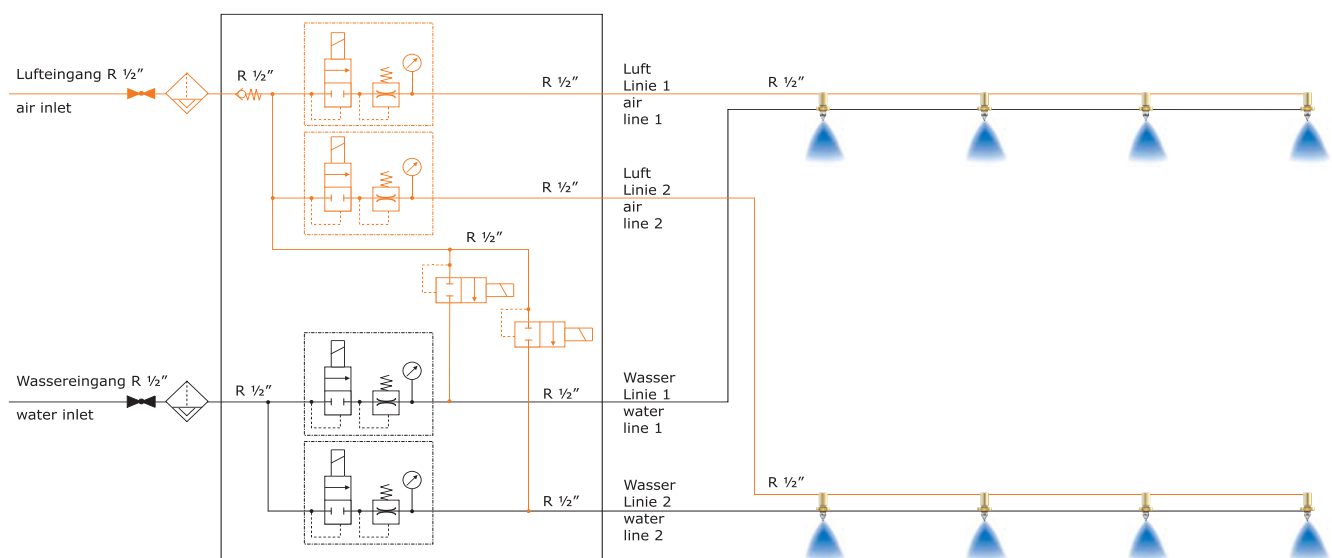 Lufteingang R ½”
air inlet
R ½”
R ½”
Luft
Linie 1
air
line 1
R ½”
R ½”
Luft
Linie 2
air
line 2
R ½”
Wassereingang R ½”
water inlet
R ½”
R ½”
Wasser
Linie 1
water
line 1
R ½”
Wasser
Linie 2
water
line 2
R ½”